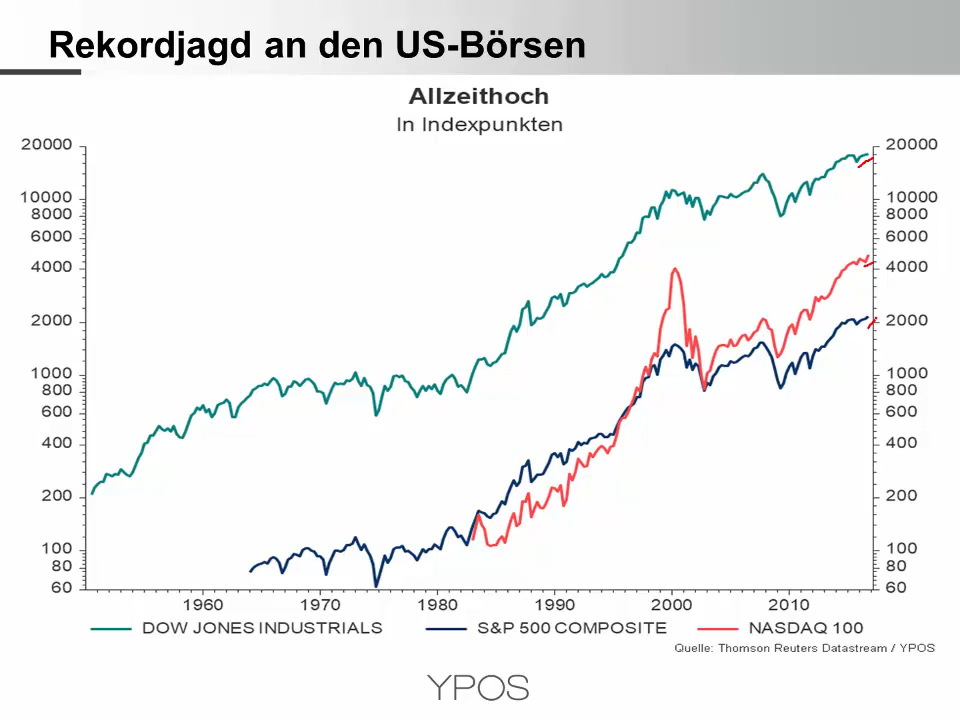 Rekordjagd an den US-Börsen
Allzeithoch
In Indexpunkten
20000 20000
10000 10000
8000 8000
6000 6000
4000 4000
2000 2000
1000 1000
800 800
600 600
400 400
200 200
100 100
80 80
60 60
1960 1970 1980 1990 2000 2010
DOW JONES INDUSTRIALS S&P 500 COMPOSITE NASDAQ 100
Quelle: Thomson Reuters Datastream / YPOS
YPOS